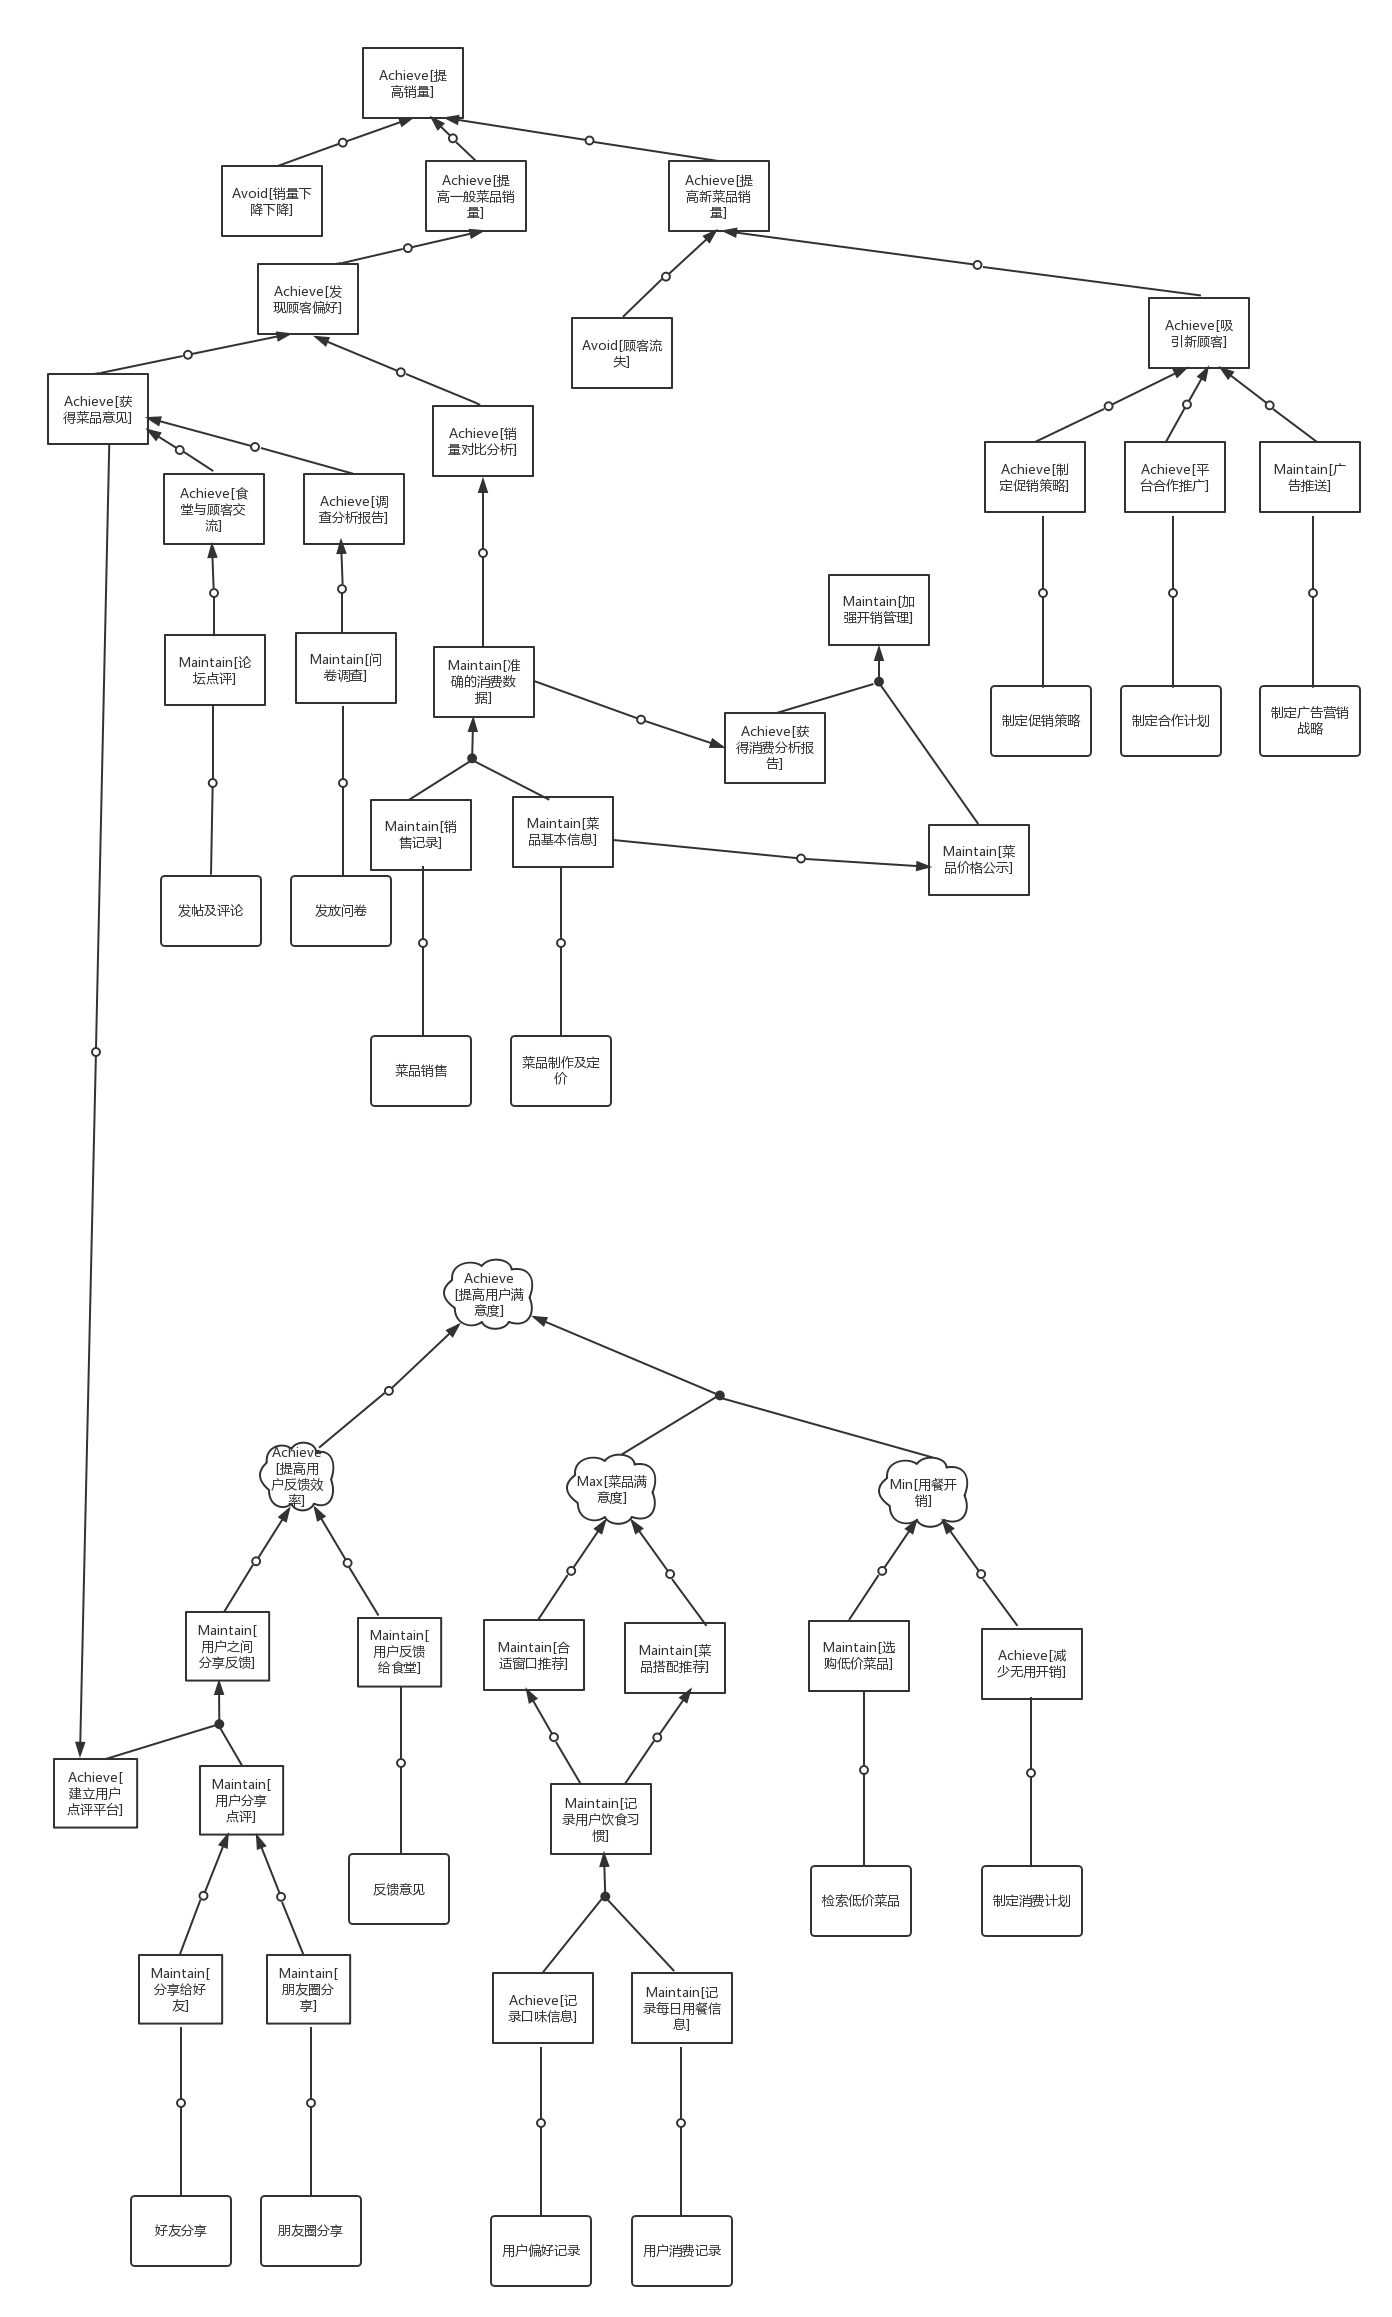 Achieve[提
高销量]
Avoid[销量下
降下降]
Achieve[提
高一般菜品销
量]
Achieve[提
高新菜品销
量]
Achieve[发
现顾客偏好]
Avoid[顾客流
失]
Achieve[吸
引新顾客]
Achieve[获
得菜品意见]
Achieve[销
量对比分析]
Achieve[制
定促销策略]
Achieve[平
台合作推广]
Maintain[广
告推送]
Achieve[食
堂与顾客交
流]
Achieve[调
查分析报告]
Maintain[加
强开销管理]
Maintain[论
坛点评]
Maintain[问
卷调查]
Maintain[准
确的消费数
据]
Achieve[获
得消费分析报
告]
制定促销策略
制定合作计划
制定广告营销
战略
Maintain[销
售记录]
Maintain[菜
品基本信息]
Maintain[菜
品价格公示]
发帖及评论
发放问卷
菜品销售
菜品制作及定
价
Achieve
[提高用户满
意度]
Achieve
[提高用
户反馈效
率]
Max[菜品满
意度]
Min[用餐开
销]
Maintain[
用户之间
分享反馈]
Maintain[
用户反馈
给食堂]
Maintain[合
适窗口推荐]
Maintain[菜
品搭配推荐]
Maintain[选
购低价菜品]
Achieve[减
少无用开销]
Achieve[
建立用户
点评平台]
Maintain[
用户分享
点评]
Maintain[记
录用户饮食习
惯]
反馈意见
检索低价菜品
制定消费计划
Maintain[
分享给好
友]
Maintain[
朋友圈分
享]
Achieve[记
录口味信息]
Maintain[记
录每日用餐信
息]
好友分享
朋友圈分享
用户偏好记录
用户消费记录